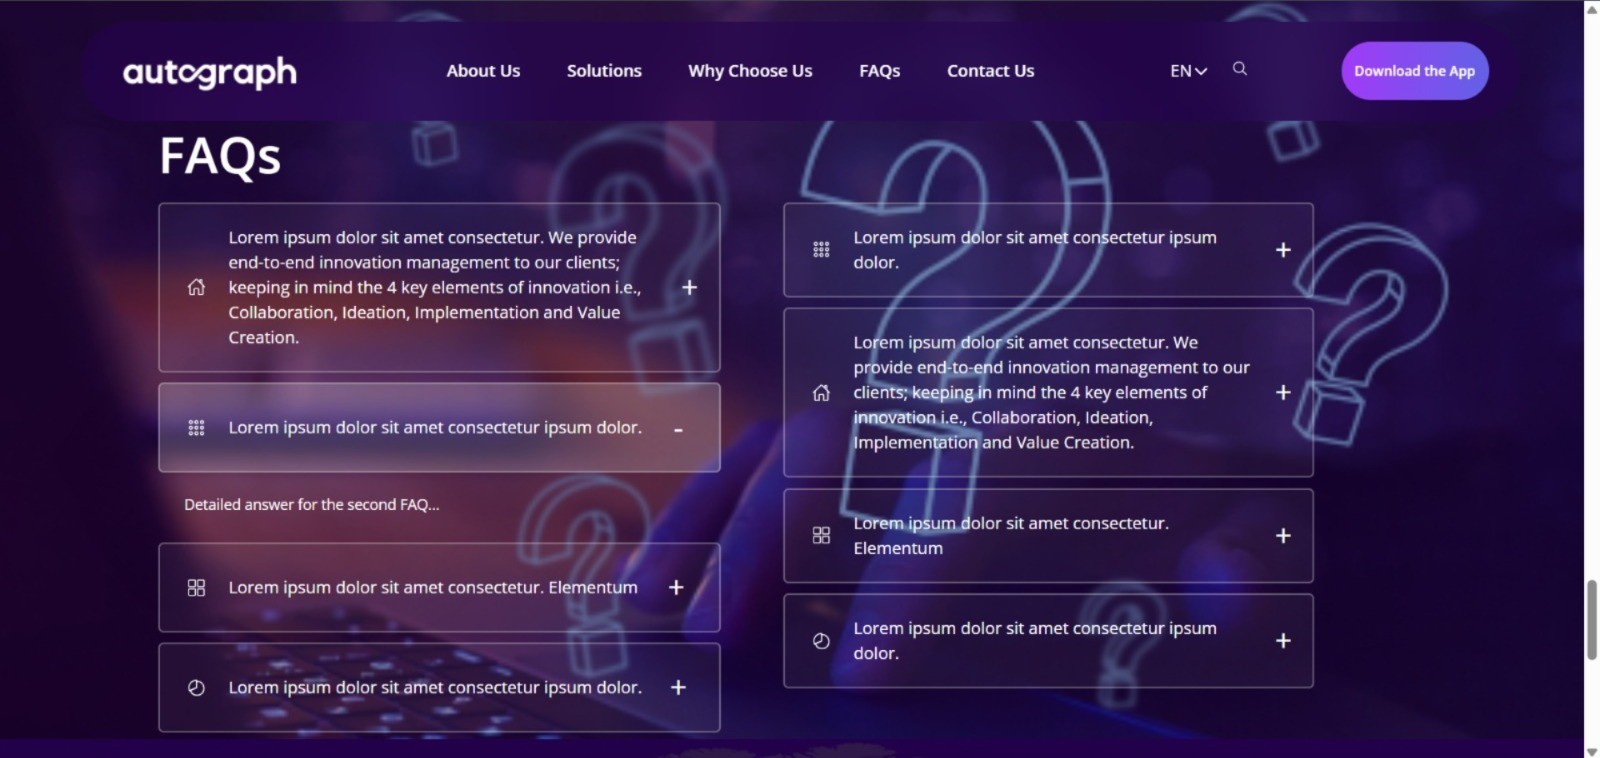 autograph
About Us Solutions Why Choose Us FAQs Contact Us EN Download the App
FAQs
Lorem ipsum dolor sit amet consectetur. We provide
end-to-end innovation management to our clients;
keeping in mind the 4 key elements of innovation i.e.,
Collaboration, Ideation, Implementation and Value
Creation.
+
Lorem ipsum dolor sit amet consectetur ipsum dolor.
-
Detailed answer for the second FAQ...
Lorem ipsum dolor sit amet consectetur. Elementum
+
Lorem ipsum dolor sit amet consectetur ipsum dolor.
+
Lorem ipsum dolor sit amet consectetur ipsum
dolor.
+
Lorem ipsum dolor sit amet consectetur. We
provide end-to-end innovation management to our
clients; keeping in mind the 4 key elements of
innovation i.e., Collaboration, Ideation,
Implementation and Value Creation.
+
Lorem ipsum dolor sit amet consectetur.
Elementum
+
Lorem ipsum dolor sit amet consectetur ipsum
dolor.
+